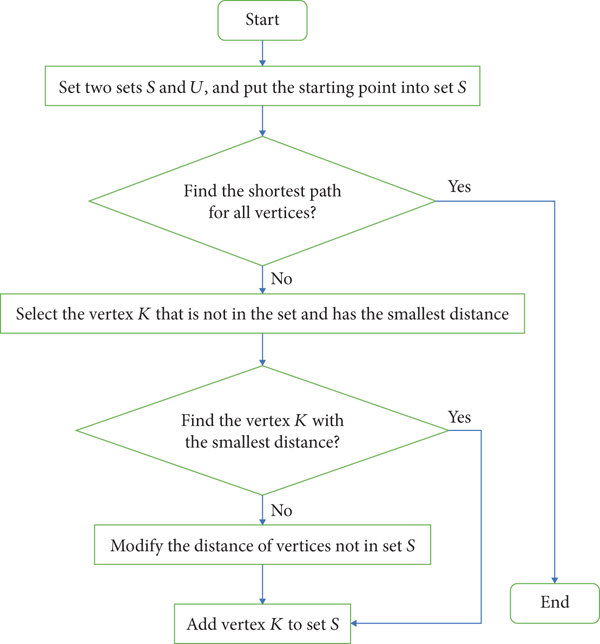 Start
Set two sets S and U, and put the starting point into set S
Find the shortest path
for all vertices?
Yes
No
Select the vertex K that is not in the set and has the smallest distance
Find the vertex K with
the smallest distance?
Yes
No
Modify the distance of vertices not in set S
Add vertex K to set S
End